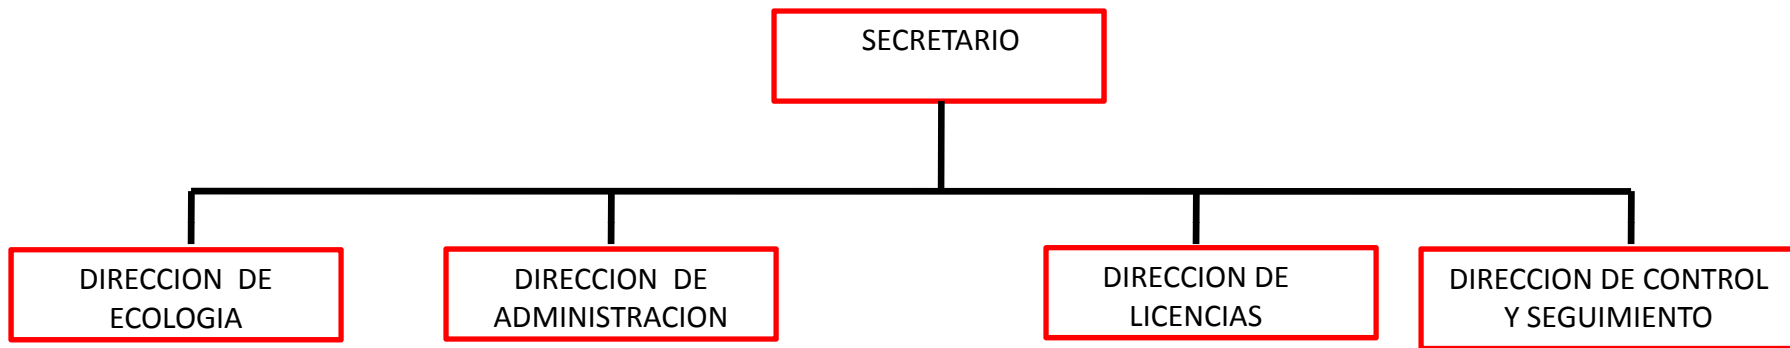 SECRETARIO
DIRECCION DE
ECOLOGIA
DIRECCION DE
ADMINISTRACION
DIRECCION DE
LICENCIAS
DIRECCION DE CONTROL
Y SEGUIMIENTO